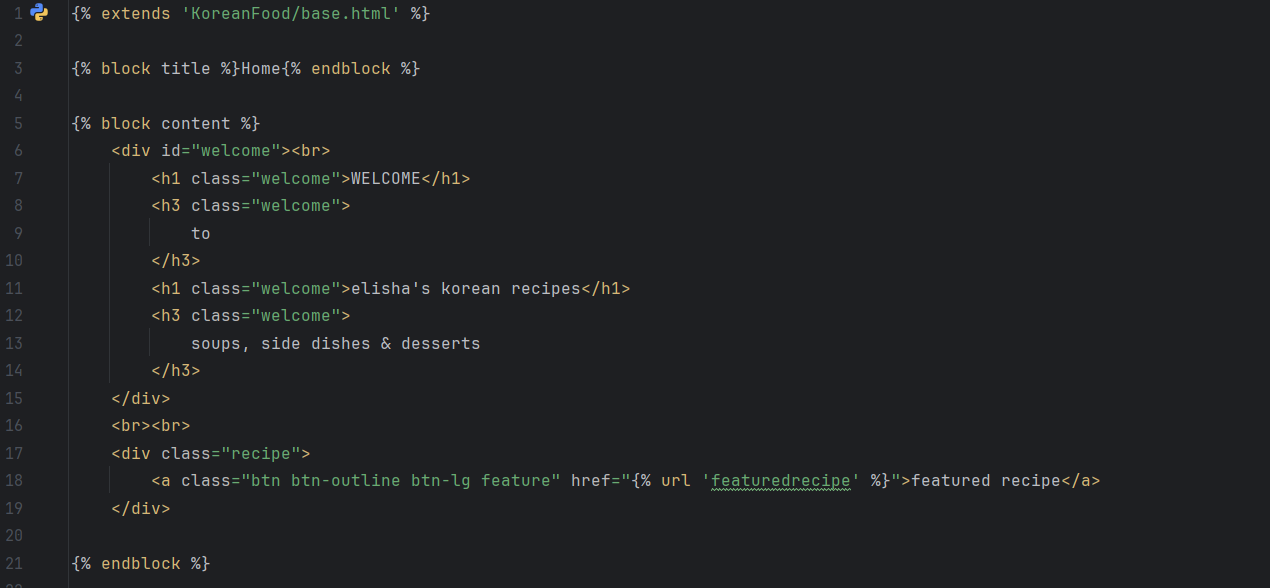 1 {% extends 'KoreanFood/base.html' %}
2
3 {% block title %}Home{% endblock %}
4
5 {% block content %}
6     <div id="welcome"><br>
7         <h1 class="welcome">WELCOME</h1>
8         <h3 class="welcome">
9             to
10         </h3>
11         <h1 class="welcome">elisha's korean recipes</h1>
12         <h3 class="welcome">
13             soups, side dishes & desserts
14         </h3>
15     </div>
16     <br><br>
17     <div class="recipe">
18         <a class="btn btn-outline btn-lg feature" href="{% url 'featuredrecipe' %}">featured recipe</a>
19     </div>
20
21 {% endblock %}